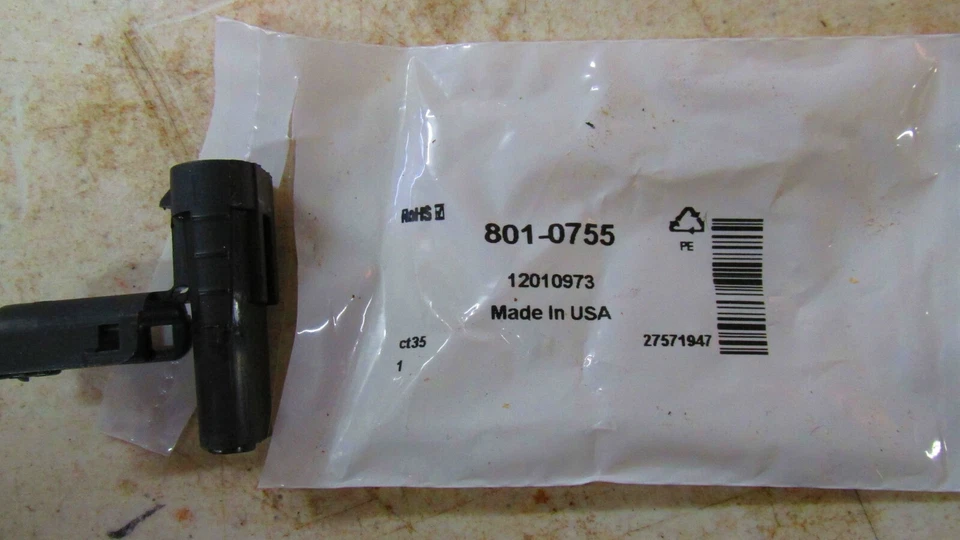 RoHS
801-0755
12010973
Made In USA
ct35
1
PE
27571947